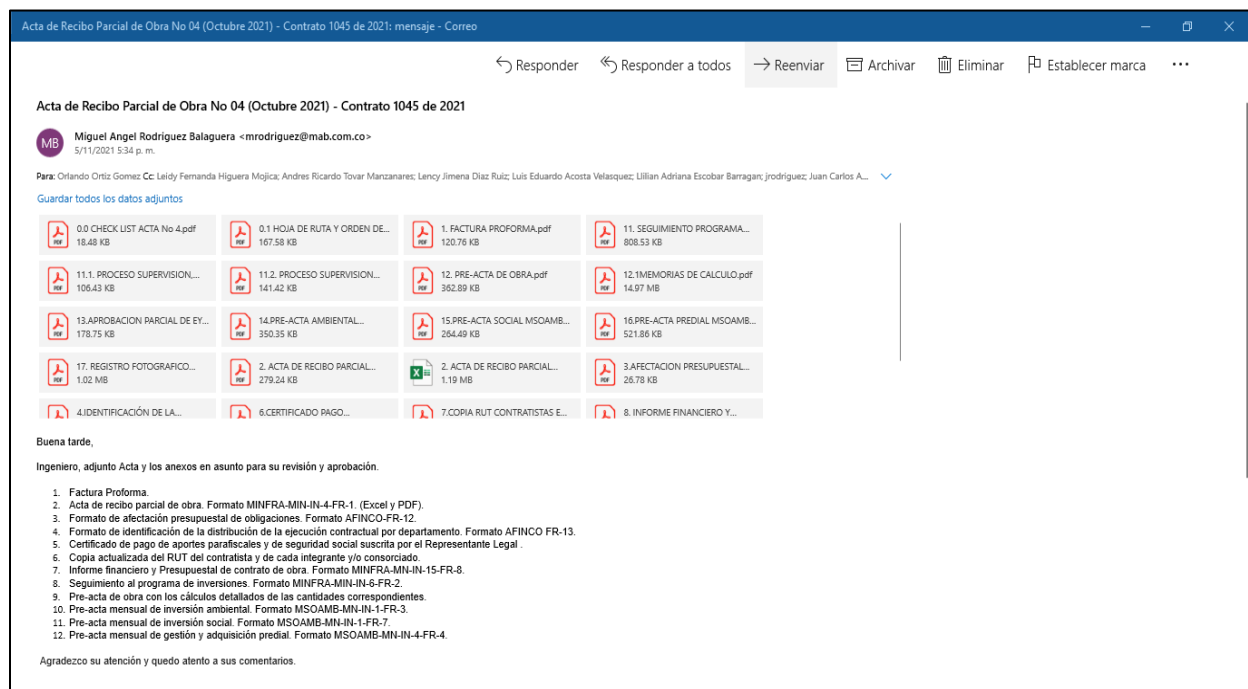 Acta de Recibo Parcial de Obra No 04 (Octubre 2021) - Contrato 1045 de 2021: mensaje - Correo
Responder
Responder a todos
Reenviar
Archivar
Eliminar
Establecer marca
...
Acta de Recibo Parcial de Obra No 04 (Octubre 2021) - Contrato 1045 de 2021
MB
Miguel Angel Rodriguez Balaguera <mrodriguez@mab.com.co>
5/11/2021 5:34 p. m.
Para: Orlando Ortiz Gomez Cc: Leidy Fernanda Higuera Mojica; Andres Ricardo Tovar Manzanares; Lency Jimena Diaz Ruiz; Luis Eduardo Acosta Velasquez; Llilian Adriana Escobar Barragan; jrodriguez; Juan Carlos A...
Guardar todos los datos adjuntos
PDF 0.0 CHECK LIST ACTA No 4.pdf
18.48 KB
PDF 0.1 HOJA DE RUTA Y ORDEN DE...
167.58 KB
PDF 1. FACTURA PROFORMA.pdf
120.76 KB
PDF 11. SEGUIMIENTO PROGRAMA...
808.53 KB
PDF 11.1. PROCESO SUPERVISION,...
106.43 KB
PDF 11.2. PROCESO SUPERVISION...
141.42 KB
PDF 12. PRE-ACTA DE OBRA.pdf
362.89 KB
PDF 12.1MEMORIAS DE CALCULO.pdf
14.97 MB
PDF 13.APROBACION PARCIAL DE EY...
178.75 KB
PDF 14.PRE-ACTA AMBIENTAL...
350.35 KB
PDF 15.PRE-ACTA SOCIAL MSOAMB...
264.49 KB
PDF 16.PRE-ACTA PREDIAL MSOAMB...
521.86 KB
PDF 17. REGISTRO FOTOGRAFICO...
1.02 MB
PDF 2. ACTA DE RECIBO PARCIAL...
279.24 KB
2. ACTA DE RECIBO PARCIAL...
1.19 MB
PDF 3.AFECTACION PRESUPUESTAL...
26.78 KB
4.IDENTIFICACIÓN DE LA...
6.CERTIFICADO PAGO...
7.COPIA RUT CONTRATISTAS E...
8. INFORME FINANCIERO Y...
Buena tarde,
Ingeniero, adjunto Acta y los anexos en asunto para su revisión y aprobación.
1. Factura Proforma.
2. Acta de recibo parcial de obra. Formato MINFRA-MIN-IN-4-FR-1. (Excel y PDF).
3. Formato de afectación presupuestal de obligaciones. Formato AFINCO-FR-12.
4. Formato de identificación de la distribución de la ejecución contractual por departamento. Formato AFINCO FR-13.
5. Certificado de pago de aportes parafiscales y de seguridad social suscrita por el Representante Legal .
6. Copia actualizada del RUT del contratista y de cada integrante y/o consorciado.
7. Informe financiero y Presupuestal de contrato de obra. Formato MINFRA-MN-IN-15-FR-8.
8. Seguimiento al programa de inversiones. Formato MINFRA-MIN-IN-6-FR-2.
9. Pre-acta de obra con los cálculos detallados de las cantidades correspondientes.
10. Pre-acta mensual de inversión ambiental. Formato MSOAMB-MN-IN-1-FR-3.
11. Pre-acta mensual de inversión social. Formato MSOAMB-MN-IN-1-FR-7.
12. Pre-acta mensual de gestión y adquisición predial. Formato MSOAMB-MN-IN-4-FR-4.
Agradezco su atención y quedo atento a sus comentarios.